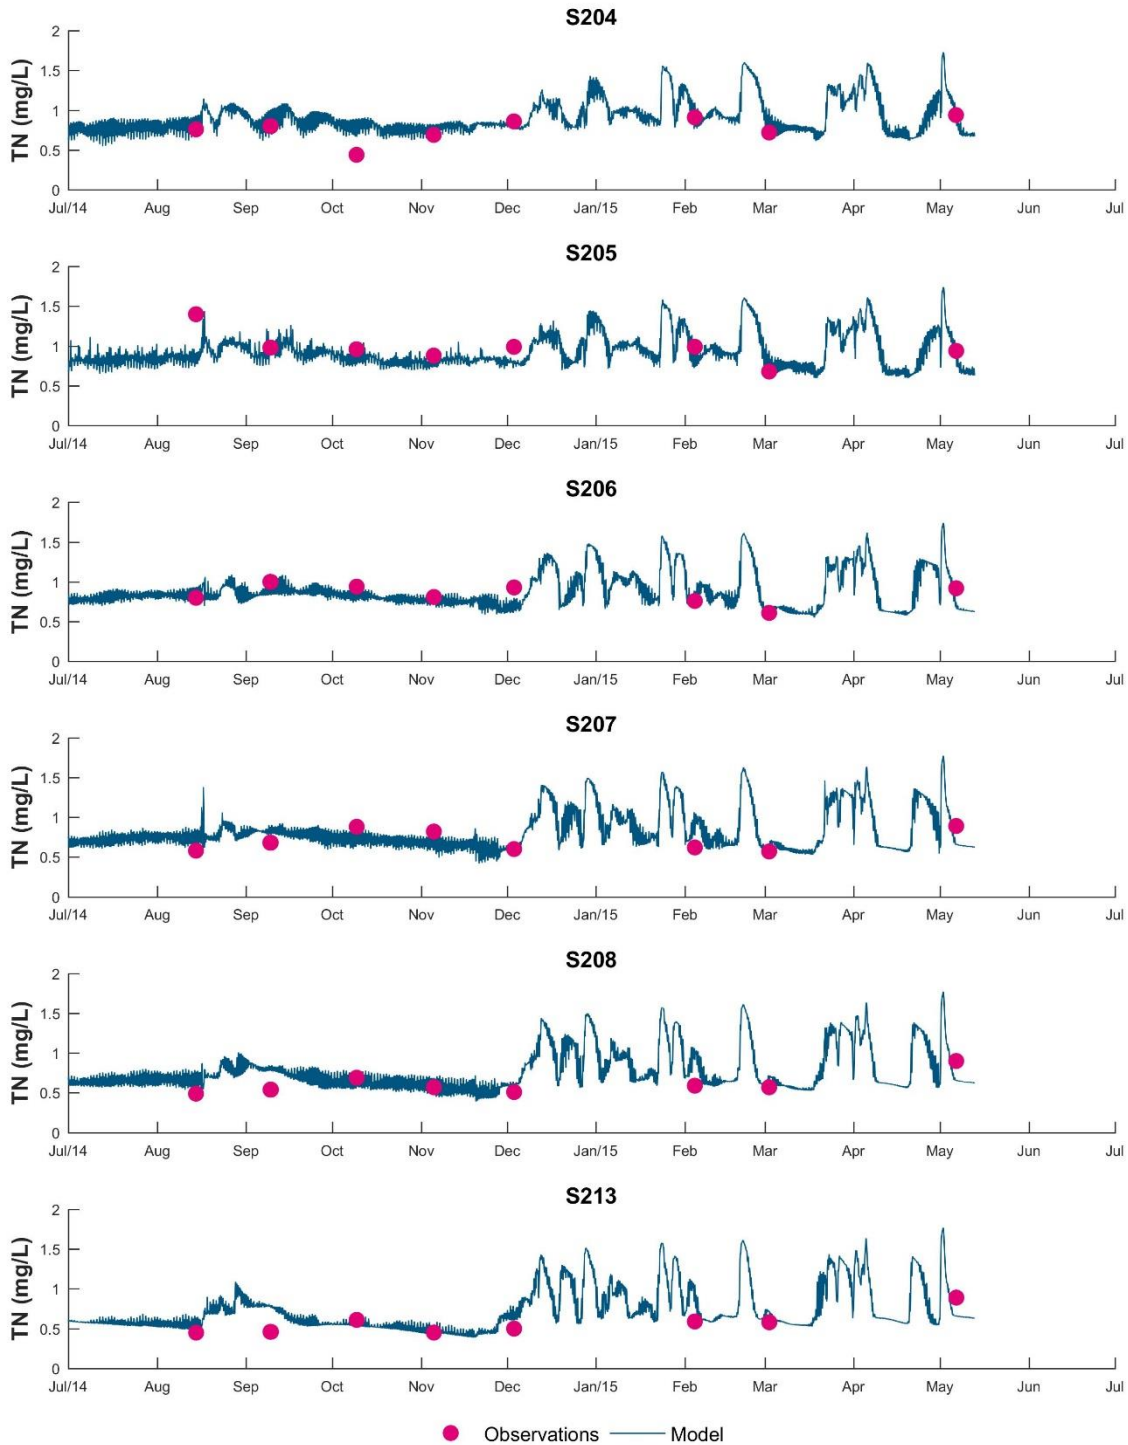 S204
TN (mg/L)
2
1.5
1
0.5
0
Jul/14 Aug Sep Oct Nov Dec Jan/15 Feb Mar Apr May Jun Jul
S205
TN (mg/L)
2
1.5
1
0.5
0
Jul/14 Aug Sep Oct Nov Dec Jan/15 Feb Mar Apr May Jun Jul
S206
TN (mg/L)
2
1.5
1
0.5
0
Jul/14 Aug Sep Oct Nov Dec Jan/15 Feb Mar Apr May Jun Jul
S207
TN (mg/L)
2
1.5
1
0.5
0
Jul/14 Aug Sep Oct Nov Dec Jan/15 Feb Mar Apr May Jun Jul
S208
TN (mg/L)
2
1.5
1
0.5
0
Jul/14 Aug Sep Oct Nov Dec Jan/15 Feb Mar Apr May Jun Jul
S213
TN (mg/L)
2
1.5
1
0.5
0
Jul/14 Aug Sep Oct Nov Dec Jan/15 Feb Mar Apr May Jun Jul
Observations Model